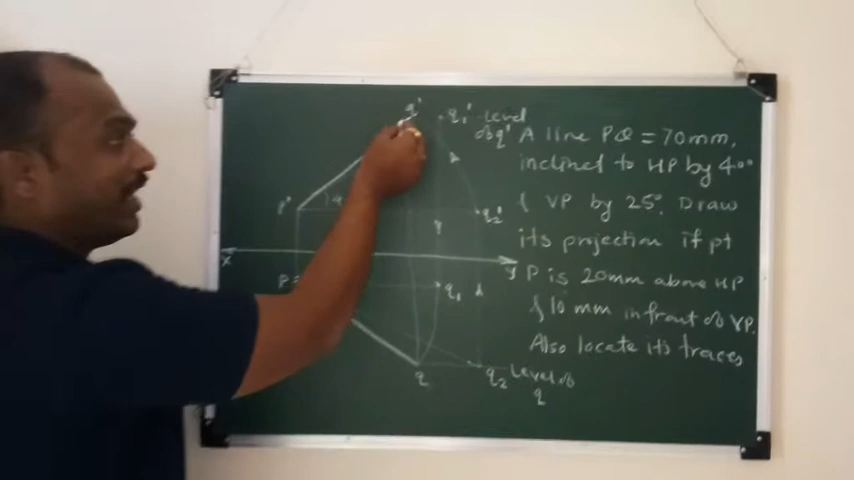 q'
q₁' - Level
of q'
A line PQ = 70mm,
inclined to HP by 40°
& VP by 25°. Draw
its projection if pt
P is 20mm above HP
& 10 mm infront of VP.
Also locate its traces
p'
q₂'
X
Y
P
q₁
q
q₂ - Level of
q